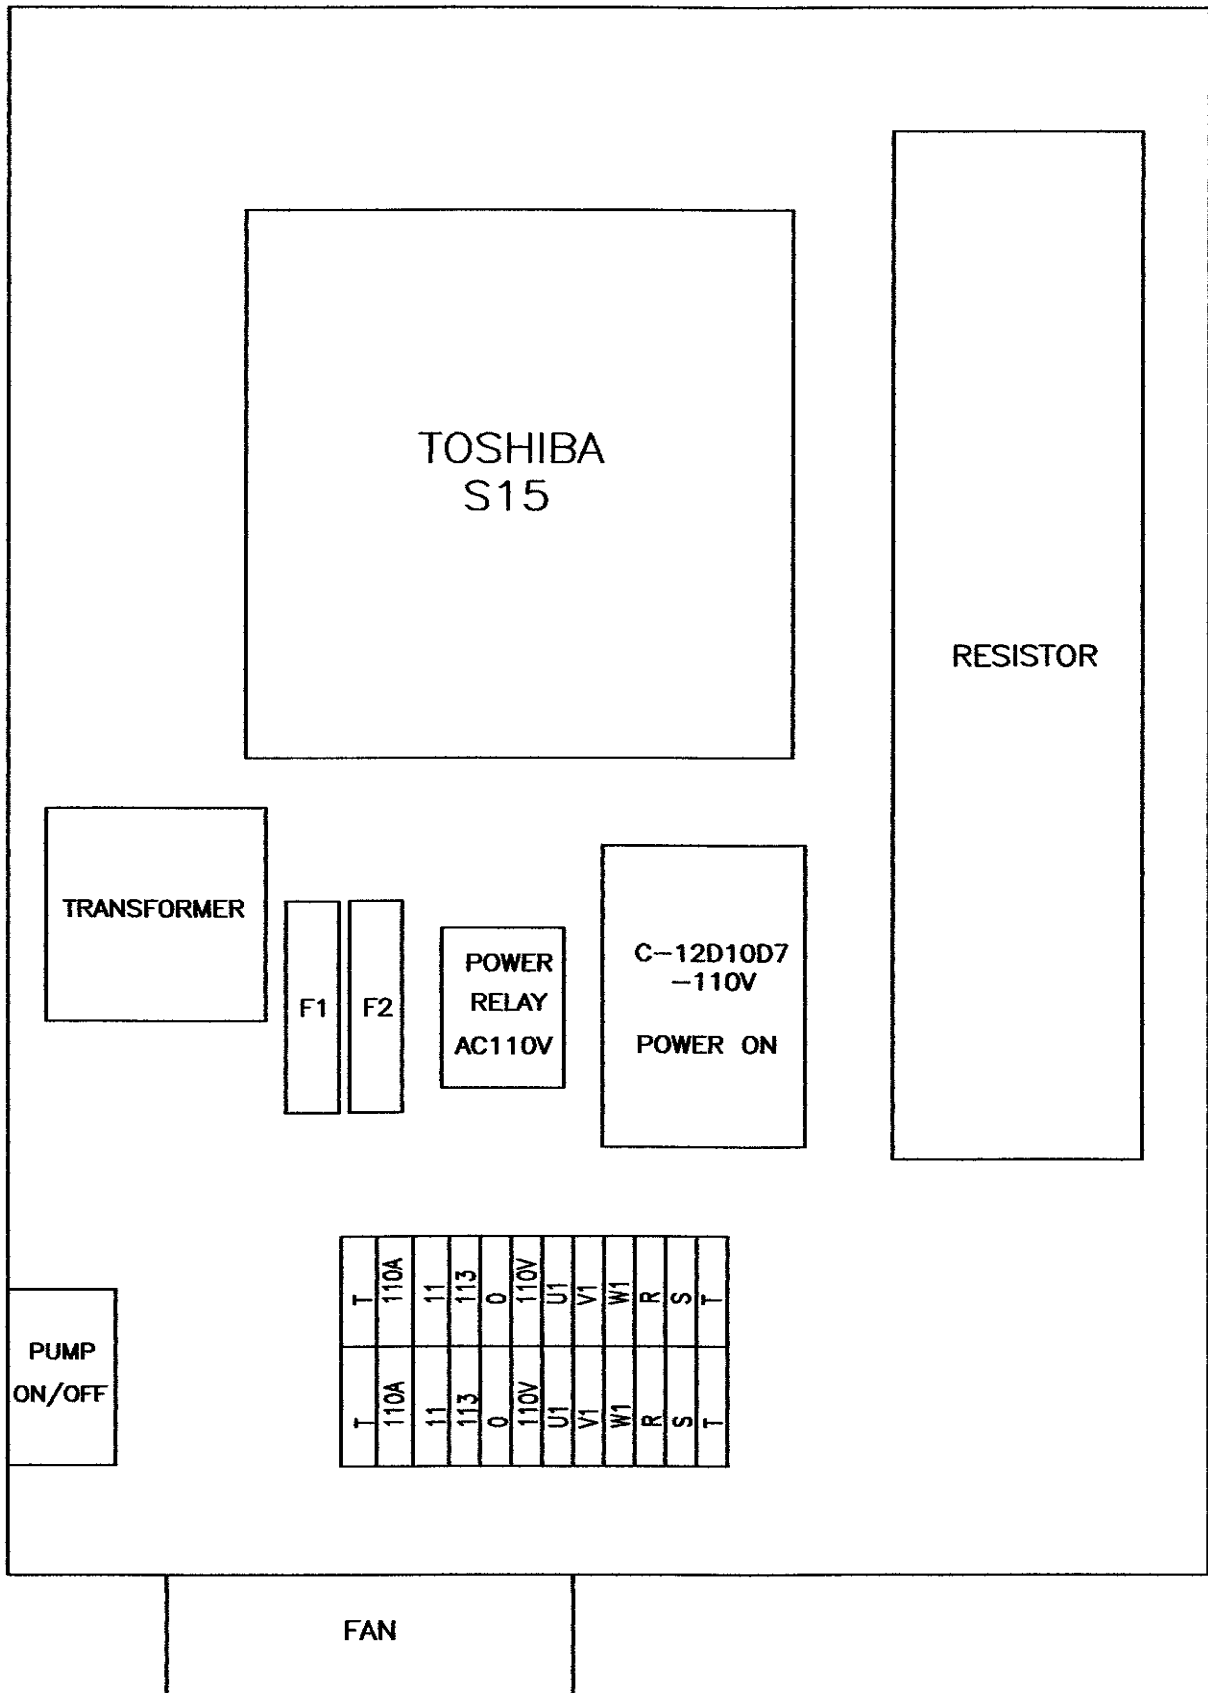 TOSHIBA
S15
RESISTOR
TRANSFORMER
F1
F2
POWER
RELAY
AC110V
C-12D10D7
-110V
POWER ON
T 110A 11 113 0 110V U1 V1 W1 R S T
T 110A 11 113 0 110V U1 V1 W1 R S T
PUMP
ON/OFF
FAN